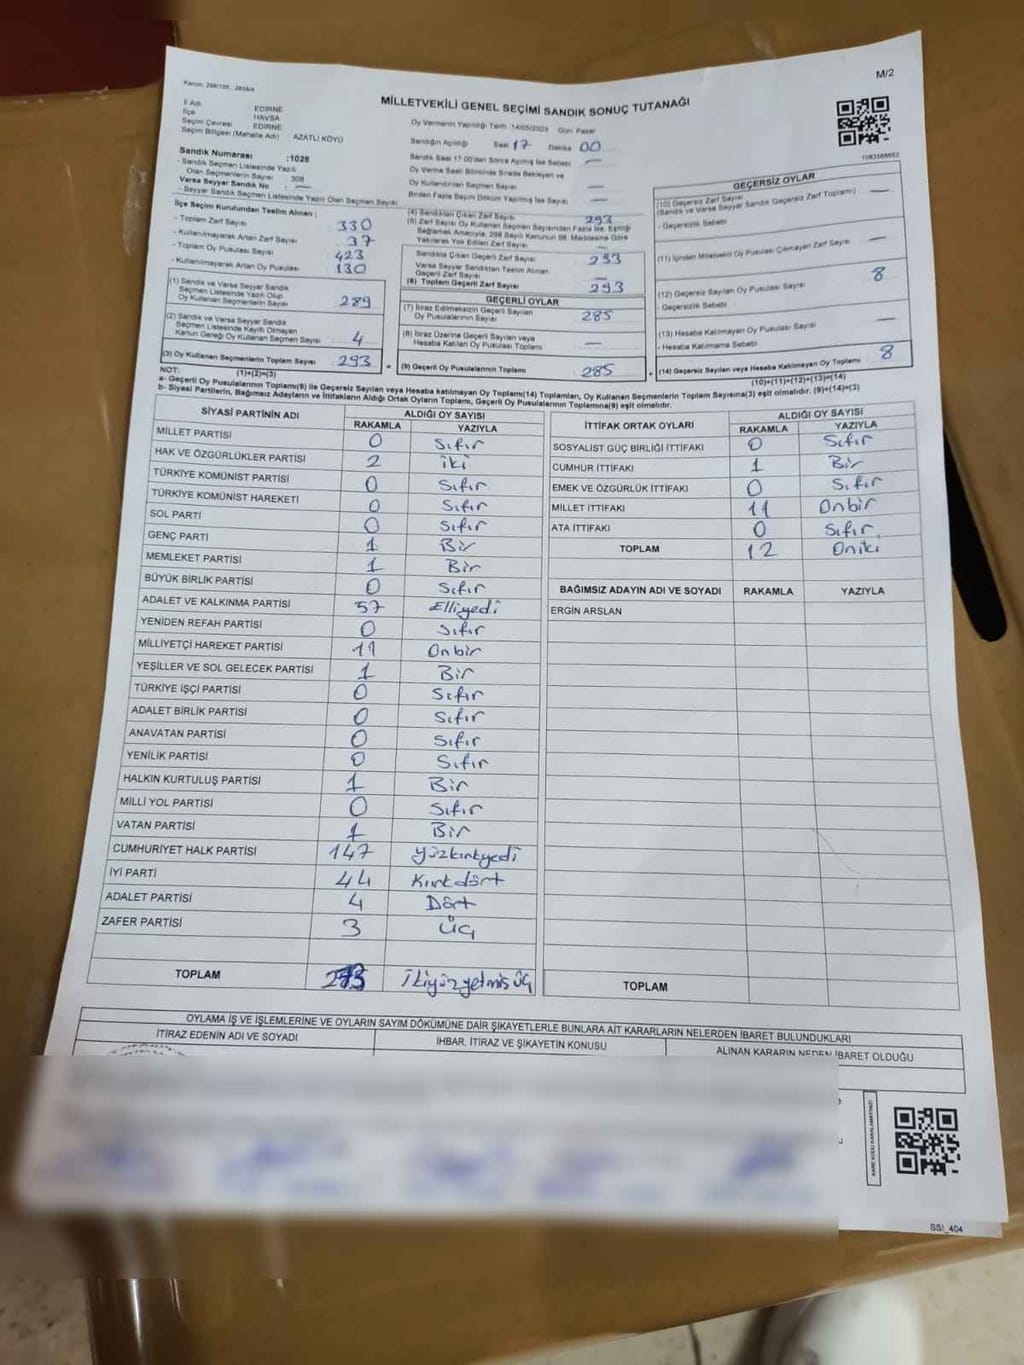 M/2
Kanun: 298/105, 2839/4
MİLLETVEKİLİ GENEL SEÇİMİ SANDIK SONUÇ TUTANAĞI
İl Adı EDİRNE
İlçe HAVSA
Seçim Çevresi EDİRNE
Seçim Bölgesi (Mahalle Adı) AZATLI KÖYÜ
Sandık Numarası :1028
- Sandık Seçmen Listesinde Yazılı
Olan Seçmenlerin Sayısı : 308
Varsa Seyyar Sandık No : —
- Seyyar Sandık Seçmen Listesinde Yazılı Olan Seçmen Sayısı
Oy Vermenin Yapıldığı Tarih :14/05/2023 Gün: Pazar
Sandığın Açıldığı Saat 17 Dakika 00
Sandık Saat 17.00'den Sonra Açılmış İse Sebebi —
Oy Verme Saati Bitiminde Sırada Bekleyen ve
Oy Kullandırılan Seçmen Sayısı —
Birden Fazla Sayım Döküm Yapılmış İse Sayısı —
1083566652
İlçe Seçim Kurulundan Teslim Alınan :
- Toplam Zarf Sayısı 330
- Kullanılmayarak Artan Zarf Sayısı 37
- Toplam Oy Pusulası Sayısı 423
- Kullanılmayarak Artan Oy Pusulası 130
(1) Sandık ve Varsa Seyyar Sandık
Seçmen Listesinde Yazılı Olup
Oy Kullanan Seçmenlerin Sayısı 289
(2) Sandık ve Varsa Seyyar Sandık
Seçmen Listesinde Kayıtlı Olmayan
Kanun Gereği Oy Kullanan Seçmen Sayısı 4
(3) Oy Kullanan Seçmenlerin Toplam Sayısı 293
(1)+(2)=(3)
(4) Sandıktan Çıkan Zarf Sayısı 293
(5) Zarf Sayısı Oy Kullanan Seçmen Sayısından Fazla İse, Eşitliği
Sağlamak Amacıyla, 298 Sayılı Kanunun 98. Maddesine Göre
Yakılarak Yok Edilen Zarf Sayısı —
Sandıkta Çıkan Geçerli Zarf Sayısı 293
Varsa Seyyar Sandıktan Teslim Alınan
Geçerli Zarf Sayısı —
(6) Toplam Geçerli Zarf Sayısı 293
GEÇERLİ OYLAR
(7) İtiraz Edilmeksizin Geçerli Sayılan
Oy Pusulalarının Sayısı 285
(8) İtiraz Üzerine Geçerli Sayılan veya
Hesaba Katılan Oy Pusulaları Toplamı —
(9) Geçerli Oy Pusulalarının Toplamı 285
GEÇERSİZ OYLAR
(10) Geçersiz Zarf Sayısı
(Sandık ve Varsa Seyyar Sandık Geçersiz Zarf Toplamı) —
- Geçersizlik Sebebi
(11) İçinden Milletvekili Oy Pusulası Çıkmayan Zarf Sayısı —
(12) Geçersiz Sayılan Oy Pusulası Sayısı 8
- Geçersizlik Sebebi
(13) Hesaba Katılmayan Oy Pusulası Sayısı —
- Hesaba Katılmama Sebebi
(14) Geçersiz Sayılan veya Hesaba Katılmayan Oy Toplamı 8
(10)+(11)+(12)+(13)=(14)
NOT:
a- Geçerli Oy Pusulalarının Toplamı(9) ile Geçersiz Sayılan veya Hesaba katılmayan Oy Toplamı(14) Toplamları, Oy Kullanan Seçmenlerin Toplam Sayısına(3) eşit olmalıdır. (9)+(14)=(3)
b- Siyasi Partilerin, Bağımsız Adayların ve İttifakların Aldığı Ortak Oyların Toplamı, Geçerli Oy Pusulalarının Toplamına(9) eşit olmalıdır.
SİYASİ PARTİNİN ADI ALDIĞI OY SAYISI
RAKAMLA YAZIYLA
MİLLET PARTİSİ 0 Sıfır
HAK VE ÖZGÜRLÜKLER PARTİSİ 2 iki
TÜRKİYE KOMÜNİST PARTİSİ 0 Sıfır
TÜRKİYE KOMÜNİST HAREKETİ 0 Sıfır
SOL PARTİ 0 Sıfır
GENÇ PARTİ 1 Bir
MEMLEKET PARTİSİ 1 Bir
BÜYÜK BİRLİK PARTİSİ 0 Sıfır
ADALET VE KALKINMA PARTİSİ 57 Elliyedi
YENİDEN REFAH PARTİSİ 0 Sıfır
MİLLİYETÇİ HAREKET PARTİSİ 11 Onbir
YEŞİLLER VE SOL GELECEK PARTİSİ 1 Bir
TÜRKİYE İŞÇİ PARTİSİ 0 Sıfır
ADALET BİRLİK PARTİSİ 0 Sıfır
ANAVATAN PARTİSİ 0 Sıfır
YENİLİK PARTİSİ 0 Sıfır
HALKIN KURTULUŞ PARTİSİ 1 Bir
MİLLİ YOL PARTİSİ 0 Sıfır
VATAN PARTİSİ 1 Bir
CUMHURİYET HALK PARTİSİ 147 Yüzkırkyedi
İYİ PARTİ 44 Kırkdört
ADALET PARTİSİ 4 Dört
ZAFER PARTİSİ 3 Üç
TOPLAM 273 İkiyüzyetmişüç
İTTİFAK ORTAK OYLARI ALDIĞI OY SAYISI
RAKAMLA YAZIYLA
SOSYALİST GÜÇ BİRLİĞİ İTTİFAKI 0 Sıfır
CUMHUR İTTİFAKI 1 Bir
EMEK VE ÖZGÜRLÜK İTTİFAKI 0 Sıfır
MİLLET İTTİFAKI 11 Onbir
ATA İTTİFAKI 0 Sıfır
TOPLAM 12 Oniki
BAĞIMSIZ ADAYIN ADI VE SOYADI RAKAMLA YAZIYLA
ERGİN ARSLAN
TOPLAM
OYLAMA İŞ VE İŞLEMLERİNE VE OYLARIN SAYIM DÖKÜMÜNE DAİR ŞİKAYETLERLE BUNLARA AİT KARARLARIN NELERDEN İBARET BULUNDUKLARI
İTİRAZ EDENİN ADI VE SOYADI İHBAR, İTİRAZ VE ŞİKAYETİN KONUSU ALINAN KARARIN NEDEN İBARET OLDUĞU
KARE KODU KARALAMAYINIZ!
SSI_404